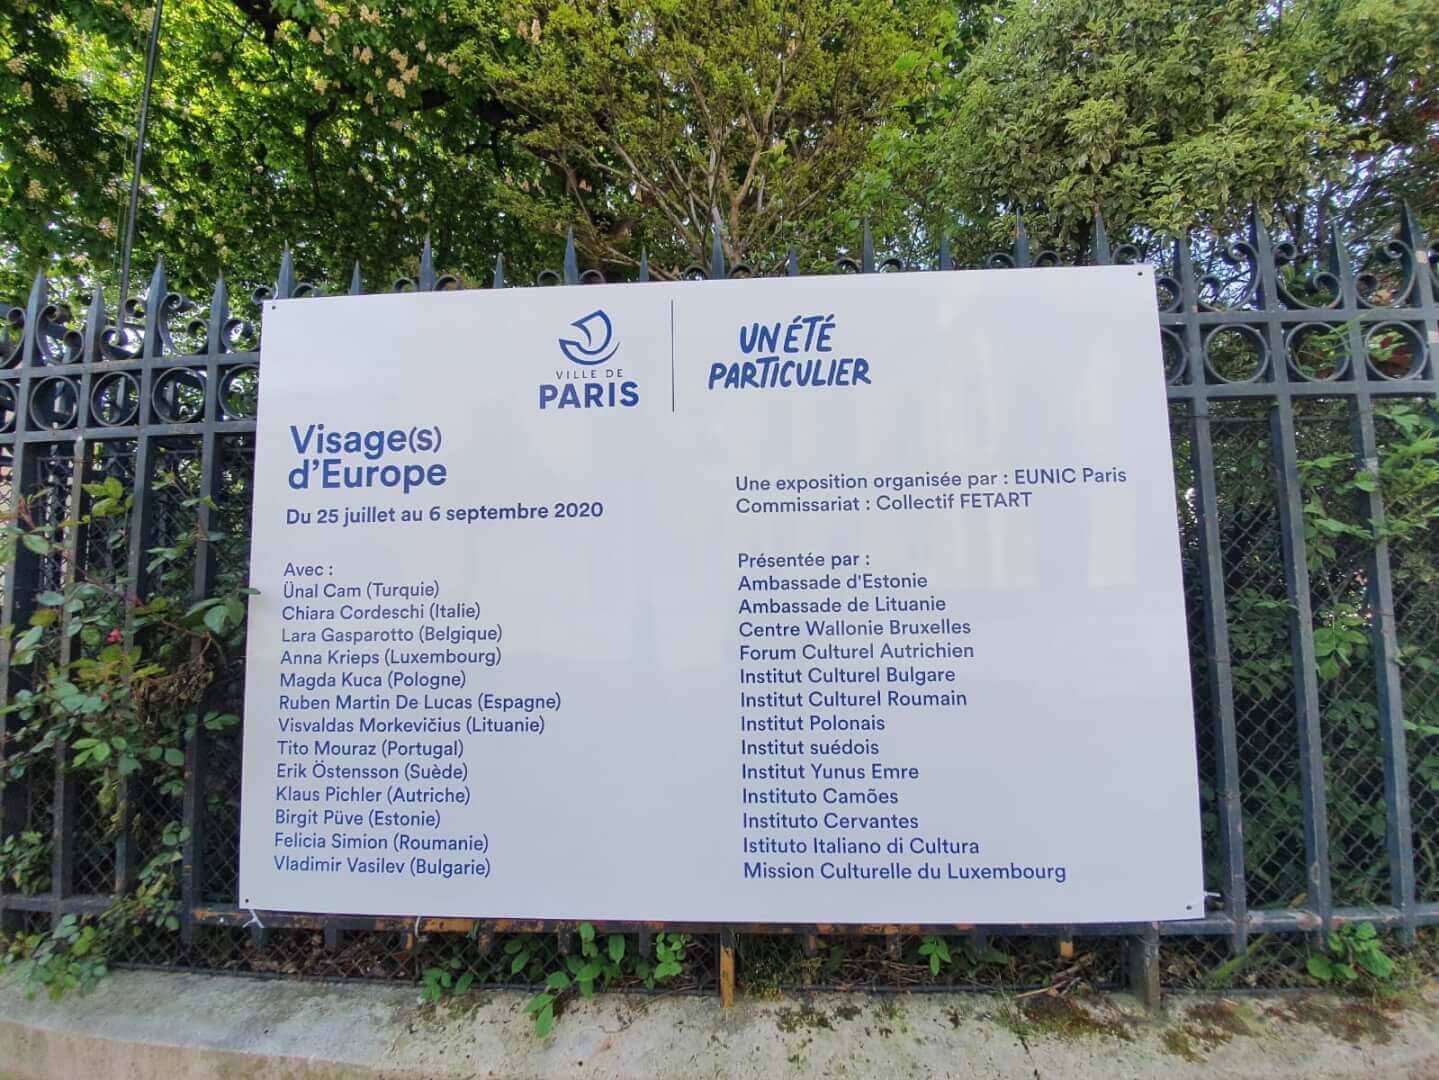 VILLE DE
PARIS
UN ÉTÉ
PARTICULIER
Visage(s)
d'Europe
Du 25 juillet au 6 septembre 2020
Avec :
Ünal Cam (Turquie)
Chiara Cordeschi (Italie)
Lara Gasparotto (Belgique)
Anna Krieps (Luxembourg)
Magda Kuca (Pologne)
Ruben Martin De Lucas (Espagne)
Visvaldas Morkevičius (Lituanie)
Tito Mouraz (Portugal)
Erik Östensson (Suède)
Klaus Pichler (Autriche)
Birgit Püve (Estonie)
Felicia Simion (Roumanie)
Vladimir Vasilev (Bulgarie)
Une exposition organisée par : EUNIC Paris
Commissariat : Collectif FETART
Présentée par :
Ambassade d'Estonie
Ambassade de Lituanie
Centre Wallonie Bruxelles
Forum Culturel Autrichien
Institut Culturel Bulgare
Institut Culturel Roumain
Institut Polonais
Institut suédois
Institut Yunus Emre
Instituto Camões
Instituto Cervantes
Istituto Italiano di Cultura
Mission Culturelle du Luxembourg